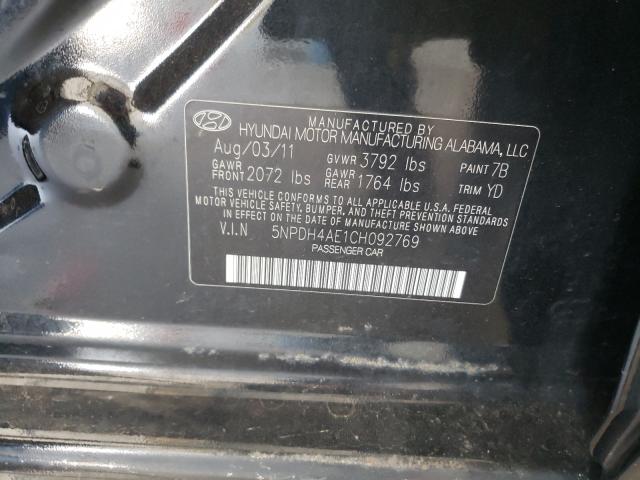 MANUFACTURED BY
HYUNDAI MOTOR MANUFACTURING ALABAMA, LLC
Aug/03/11 GVWR 3792 lbs PAINT 7B
GAWR FRONT 2072 lbs GAWR REAR 1764 lbs TRIM YD
THIS VEHICLE CONFORMS TO ALL APPLICABLE U.S.A. FEDERAL
MOTOR VEHICLE SAFETY, BUMPER, AND THEFT PREVENTION STANDARDS
IN EFFECT ON THE DATE OF MANUFACTURE SHOWN ABOVE.
V.I.N 5NPDH4AE1CH092769
PASSENGER CAR